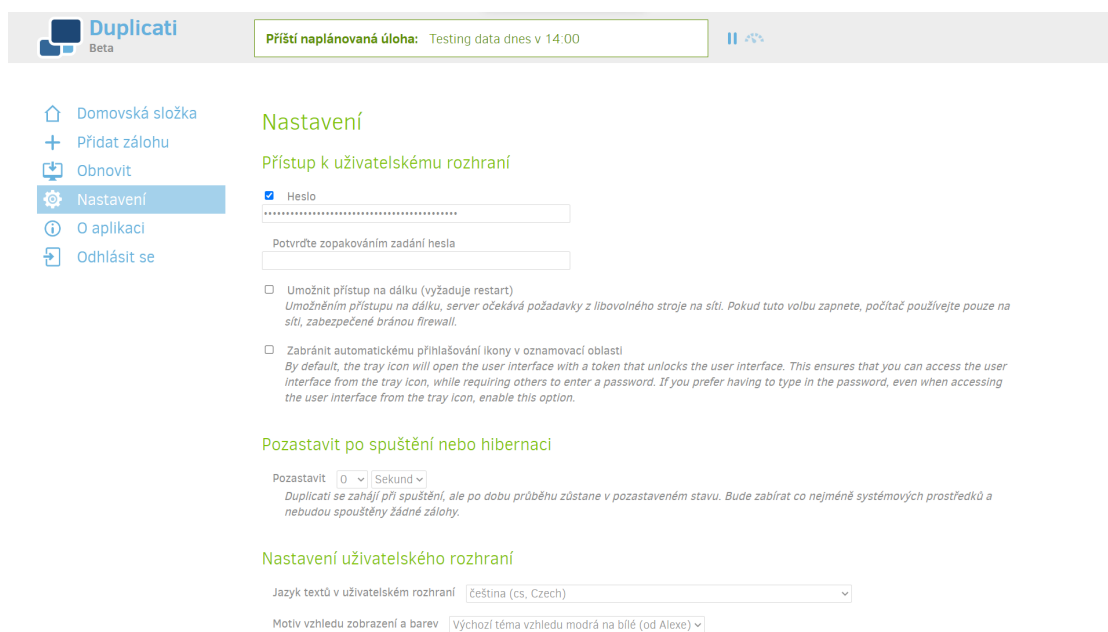 Duplicati
Beta
Příští naplánovaná úloha: Testing data dnes v 14:00
Domovská složka
Přidat zálohu
Obnovit
Nastavení
O aplikaci
Odhlásit se
Nastavení
Přístup k uživatelskému rozhraní
Heslo
Potvrďte zopakováním zadání hesla
Umožnit přístup na dálku (vyžaduje restart)
Umožněním přístupu na dálku, server očekává požadavky z libovolného stroje na síti. Pokud tuto volbu zapnete, počítač používejte pouze na
síti, zabezpečené bránou firewall.
Zabránit automatickému přihlašování ikony v oznamovací oblasti
By default, the tray icon will open the user interface with a token that unlocks the user interface. This ensures that you can access the user
interface from the tray icon, while requiring others to enter a password. If you prefer having to type in the password, even when accessing
the user interface from the tray icon, enable this option.
Pozastavit po spuštění nebo hibernaci
Pozastavit 0 Sekund
Duplicati se zahájí při spuštění, ale po dobu průběhu zůstane v pozastaveném stavu. Bude zabírat co nejméně systémových prostředků a
nebudou spouštěny žádné zálohy.
Nastavení uživatelského rozhraní
Jazyk textů v uživatelském rozhraní čeština (cs, Czech)
Motiv vzhledu zobrazení a barev Výchozí téma vzhledu modrá na bílé (od Alexe)